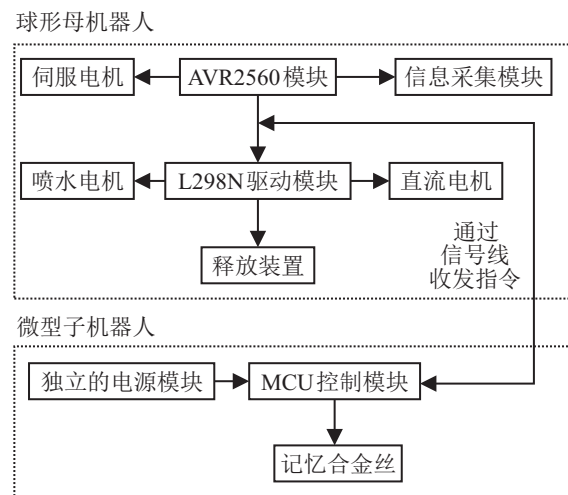 球形母机器人
伺服电机
AVR2560模块
信息采集模块
喷水电机
L298N驱动模块
直流电机
释放装置
通过
信号线
收发指令
微型子机器人
独立的电源模块
MCU控制模块
记忆合金丝